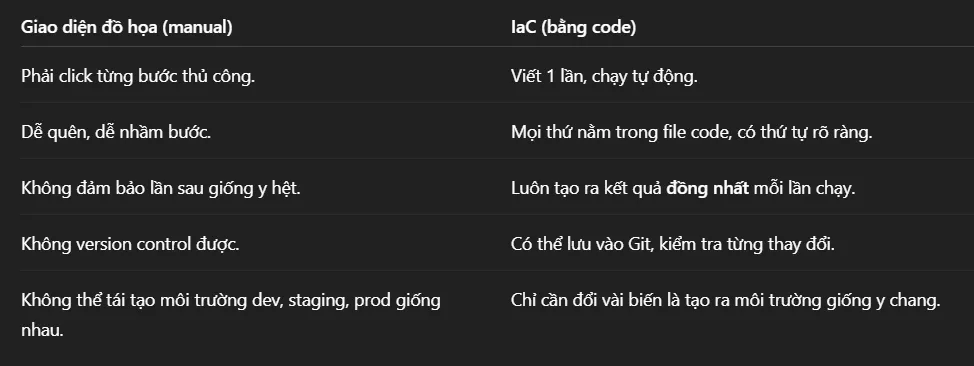 Giao diện đồ họa (manual) IaC (bằng code)
Phải click từng bước thủ công. Viết 1 lần, chạy tự động.
Dễ quên, dễ nhầm bước. Mọi thứ nằm trong file code, có thứ tự rõ ràng.
Không đảm bảo lần sau giống y hệt. Luôn tạo ra kết quả đồng nhất mỗi lần chạy.
Không version control được. Có thể lưu vào Git, kiểm tra từng thay đổi.
Không thể tái tạo môi trường dev, staging, prod giống Chỉ cần đổi vài biến là tạo ra môi trường giống y chang.
nhau.